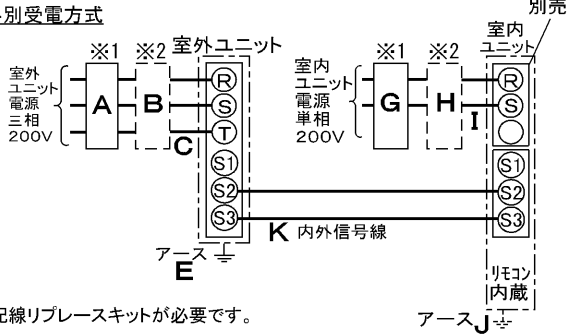 別受電方式
別売
※1
※2
室外ユニット
室外
ユニット
電源
三相
200V
A
B
C
R
S
T
S1
S2
S3
アース
E
※1
※2
室内
ユニット
室内
ユニット
電源
単相
200V
G
H
I
R
S
S1
S2
S3
K 内外信号線
リモコン
内蔵
アース J
配線リプレースキットが必要です。